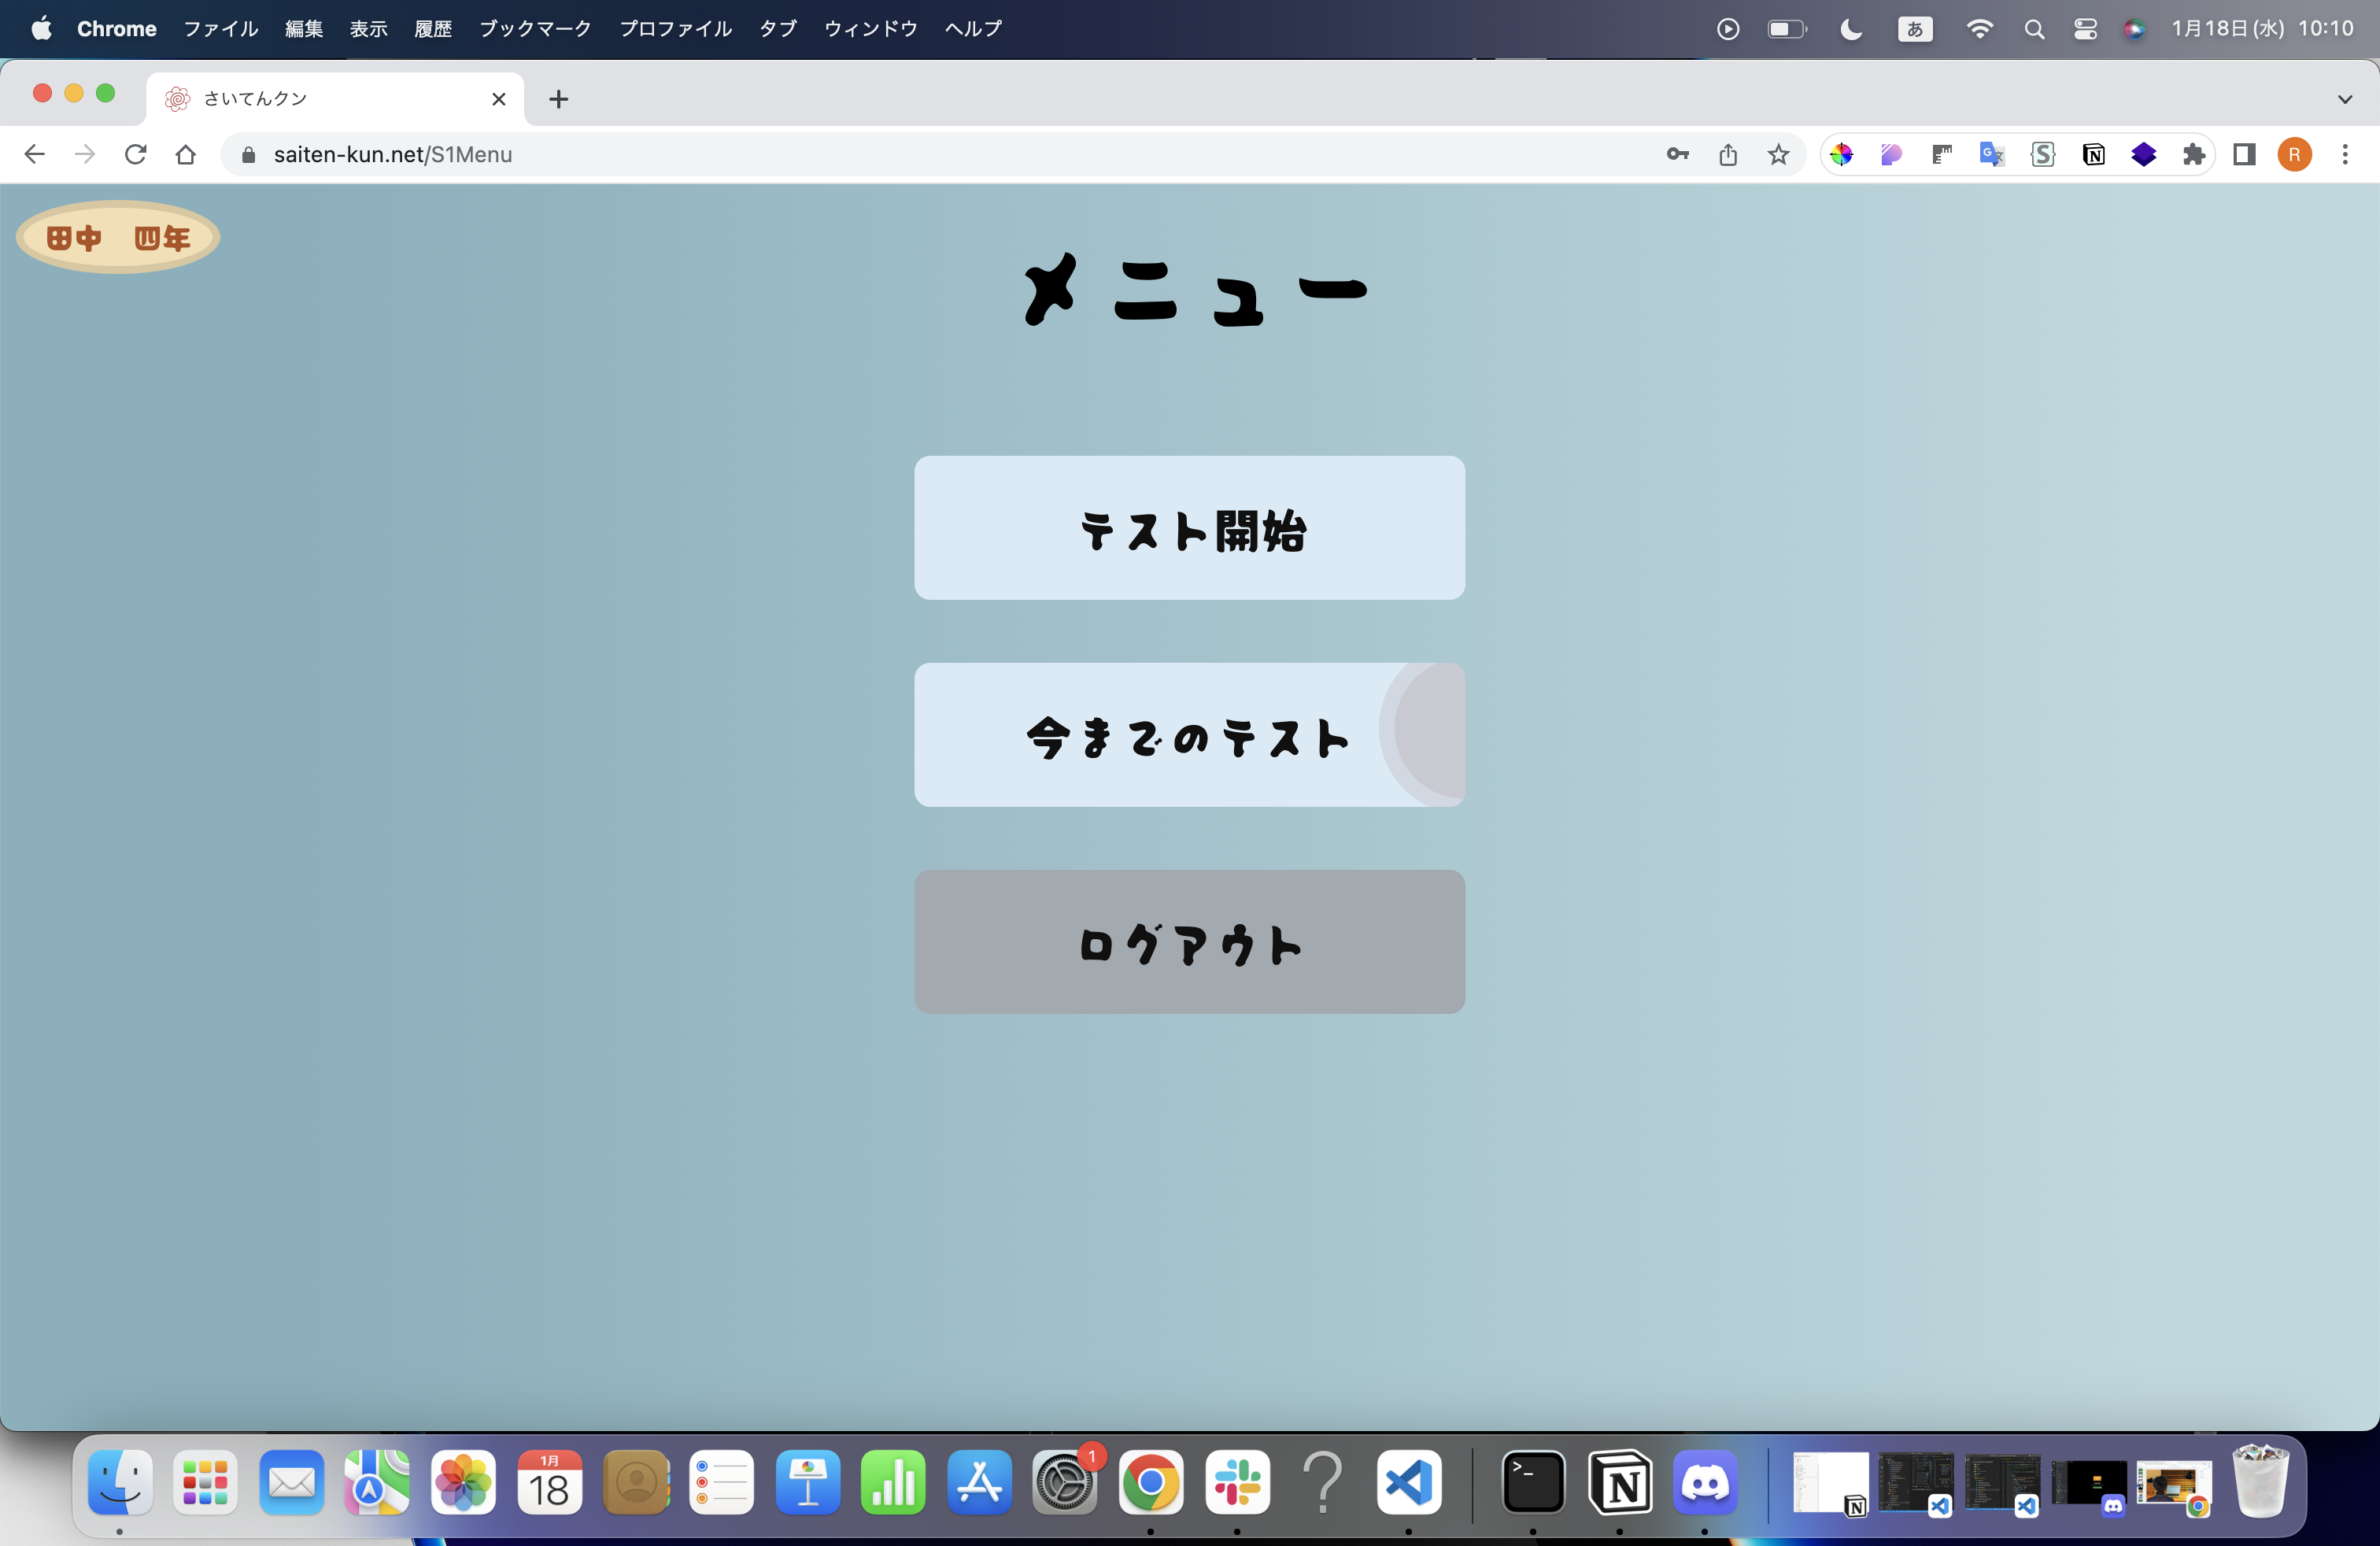 Chrome ファイル 編集 表示 履歴 ブックマーク プロファイル タブ ウィンドウ ヘルプ あ 1月18日(水) 10:10
さいてんクン
saiten-kun.net/S1Menu R
田中 四年
メニュー
テスト開始
今までのテスト
ログアウト
1月
18
1